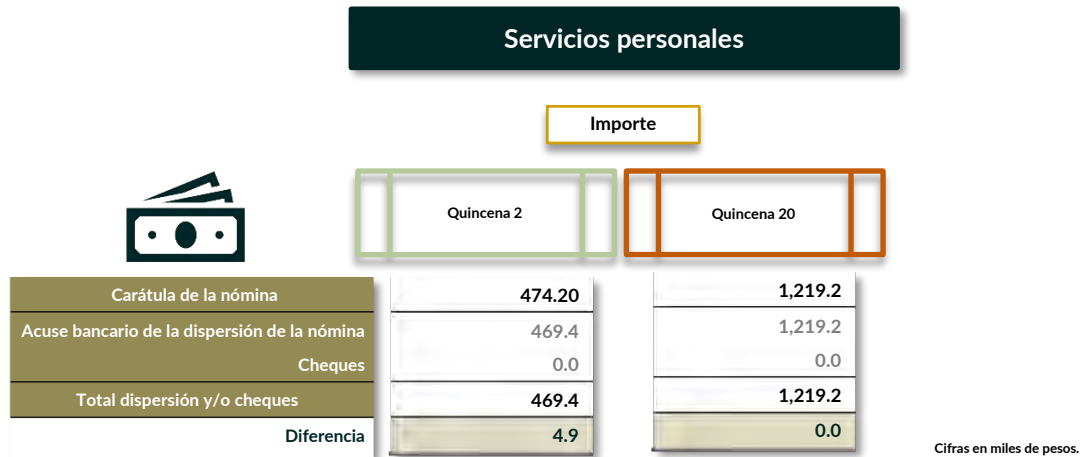 Servicios personales
Importe
Quincena 2
Quincena 20
Carátula de la nómina 474.20 1,219.2
Acuse bancario de la dispersión de la nómina 469.4 1,219.2
Cheques 0.0 0.0
Total dispersión y/o cheques 469.4 1,219.2
Diferencia 4.9 0.0
Cifras en miles de pesos.